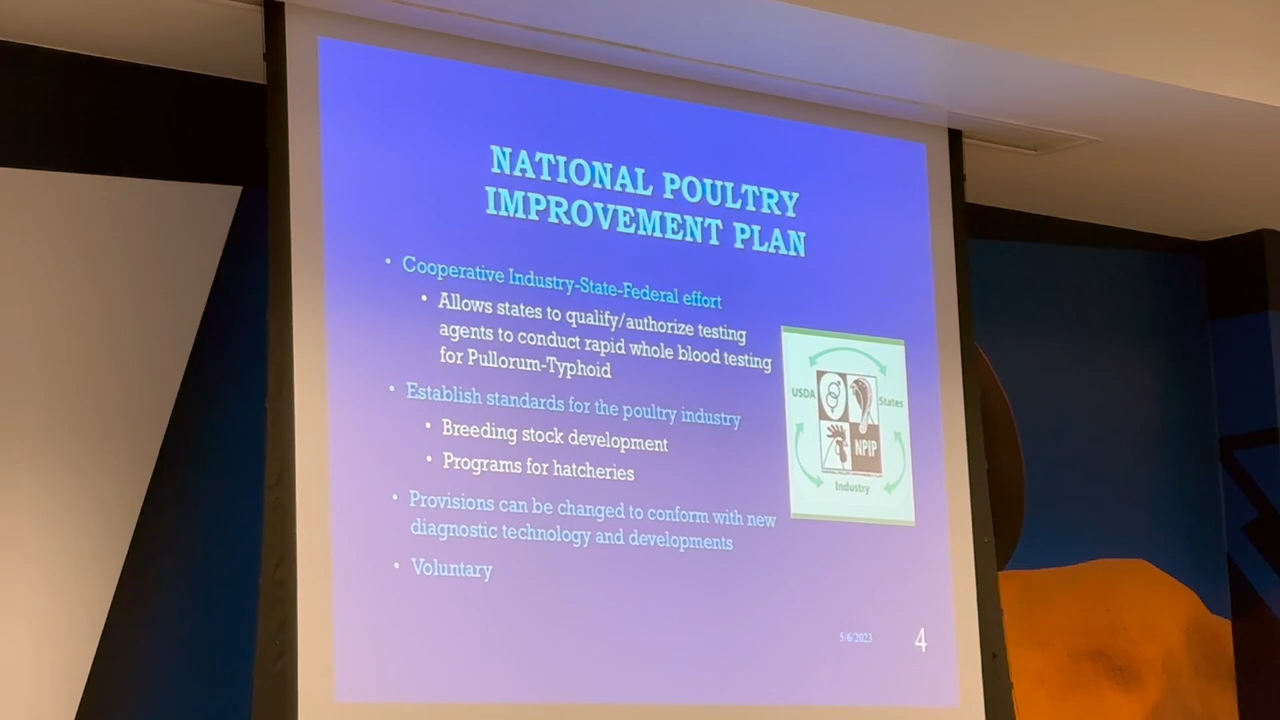 NATIONAL POULTRY
IMPROVEMENT PLAN
• Cooperative Industry-State-Federal effort
• Allows states to qualify/authorize testing
agents to conduct rapid whole blood testing
for Pullorum-Typhoid
• Establish standards for the poultry industry
• Breeding stock development
• Programs for hatcheries
• Provisions can be changed to conform with new
diagnostic technology and developments
• Voluntary
USDA
States
NPIP
Industry
5/6/2023
4